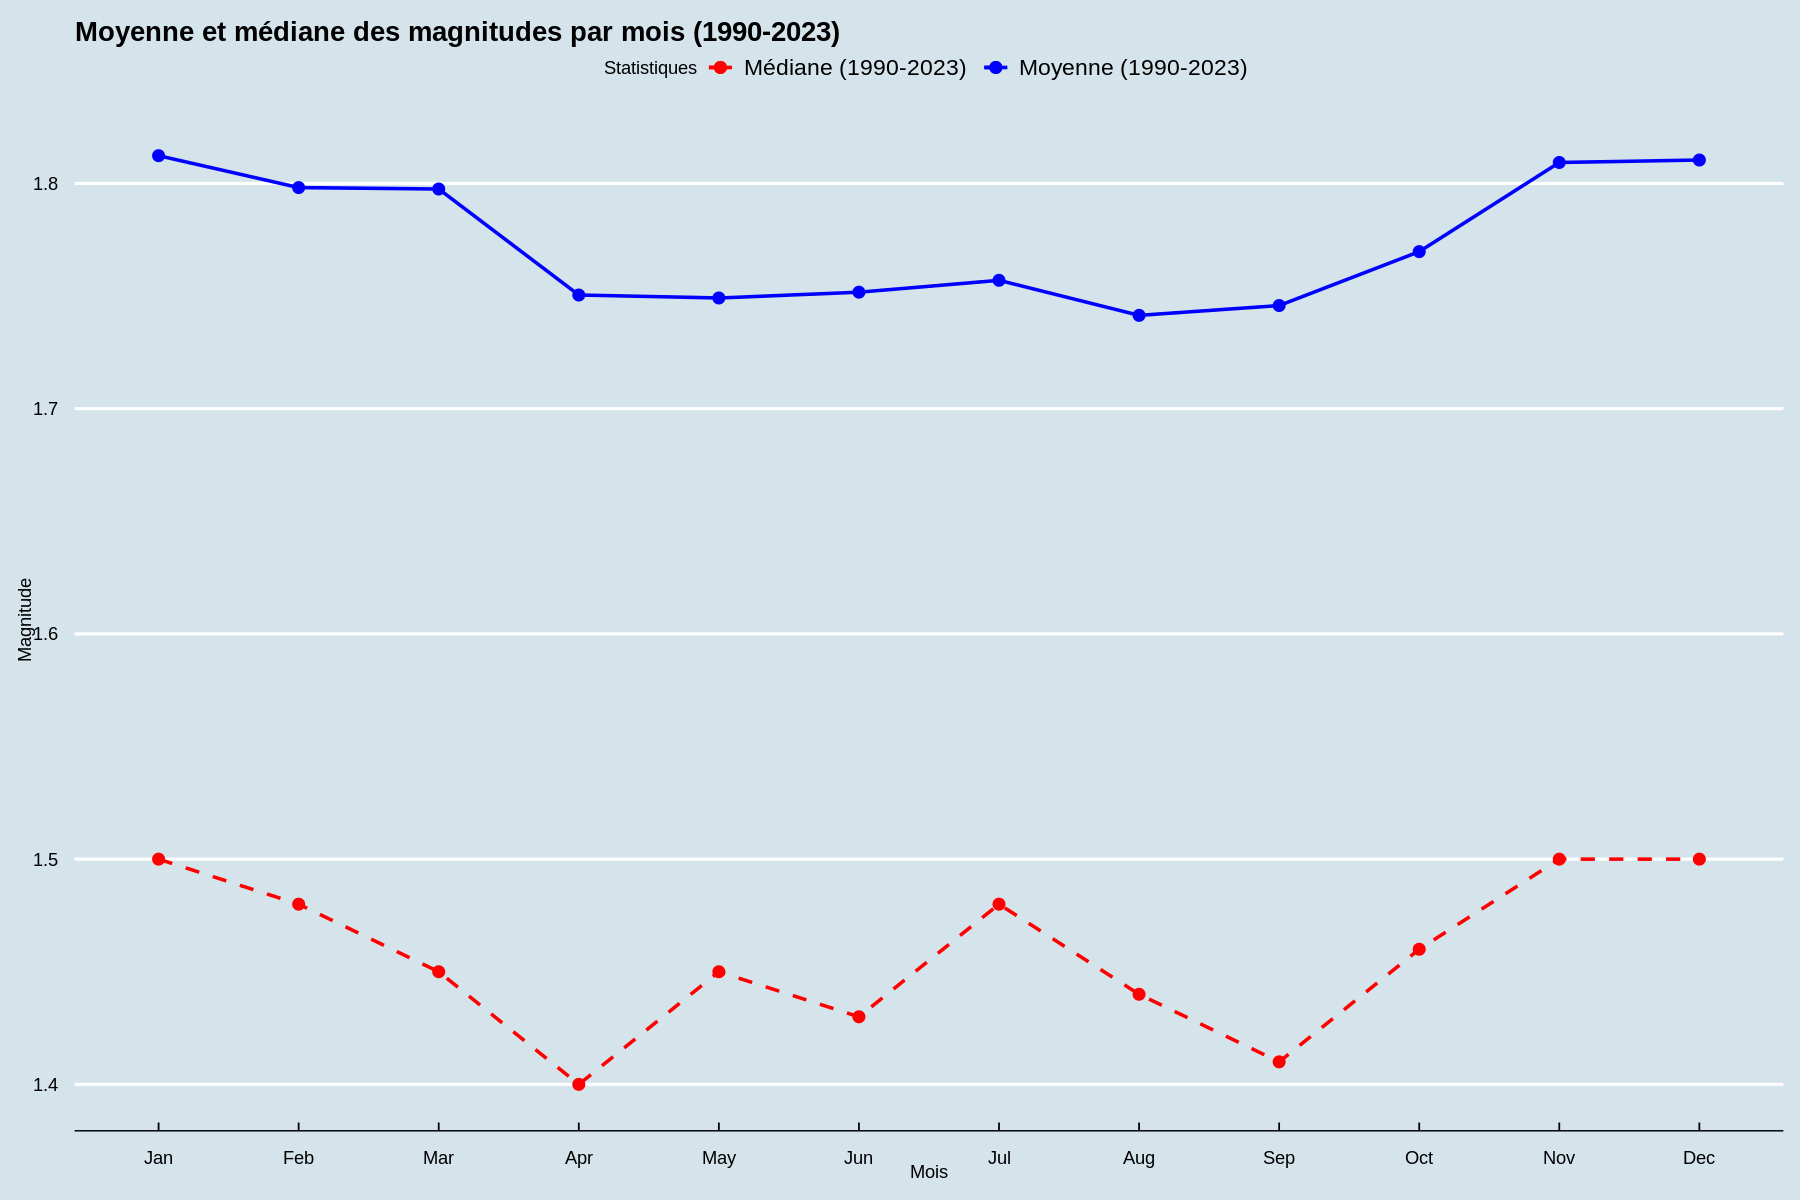 Moyenne et médiane des magnitudes par mois (1990-2023)
Statistiques Médiane (1990-2023) Moyenne (1990-2023)
1.8
1.7
1.6
1.5
1.4
Magnitude
Jan Feb Mar Apr May Jun Jul Aug Sep Oct Nov Dec
Mois